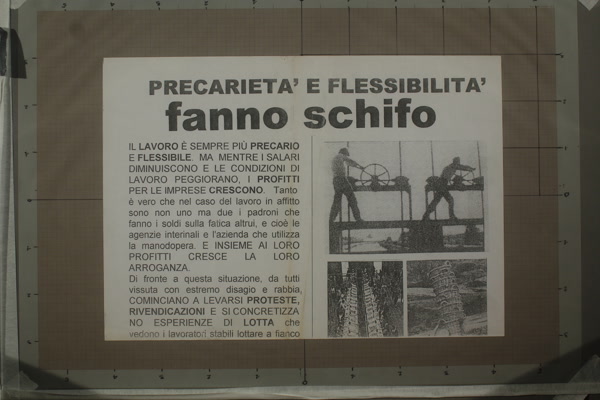 PRECARIETA' E FLESSIBILITA'
fanno schifo
IL LAVORO È SEMPRE PIÙ PRECARIO
E FLESSIBILE. MA MENTRE I SALARI
DIMINUISCONO E LE CONDIZIONI DI
LAVORO PEGGIORANO, I PROFITTI
PER LE IMPRESE CRESCONO. Tanto
è vero che nel caso del lavoro in affitto
sono non uno ma due i padroni che
fanno i soldi sulla fatica altrui, e cioè le
agenzie interinali e l'azienda che utilizza
la manodopera. E INSIEME AI LORO
PROFITTI CRESCE LA LORO
ARROGANZA.
Di fronte a questa situazione, da tutti
vissuta con estremo disagio e rabbia,
COMINCIANO A LEVARSI PROTESTE,
RIVENDICAZIONI E SI CONCRETIZZA
NO ESPERIENZE DI LOTTA che
vedono i lavoratori stabili lottare a fianco